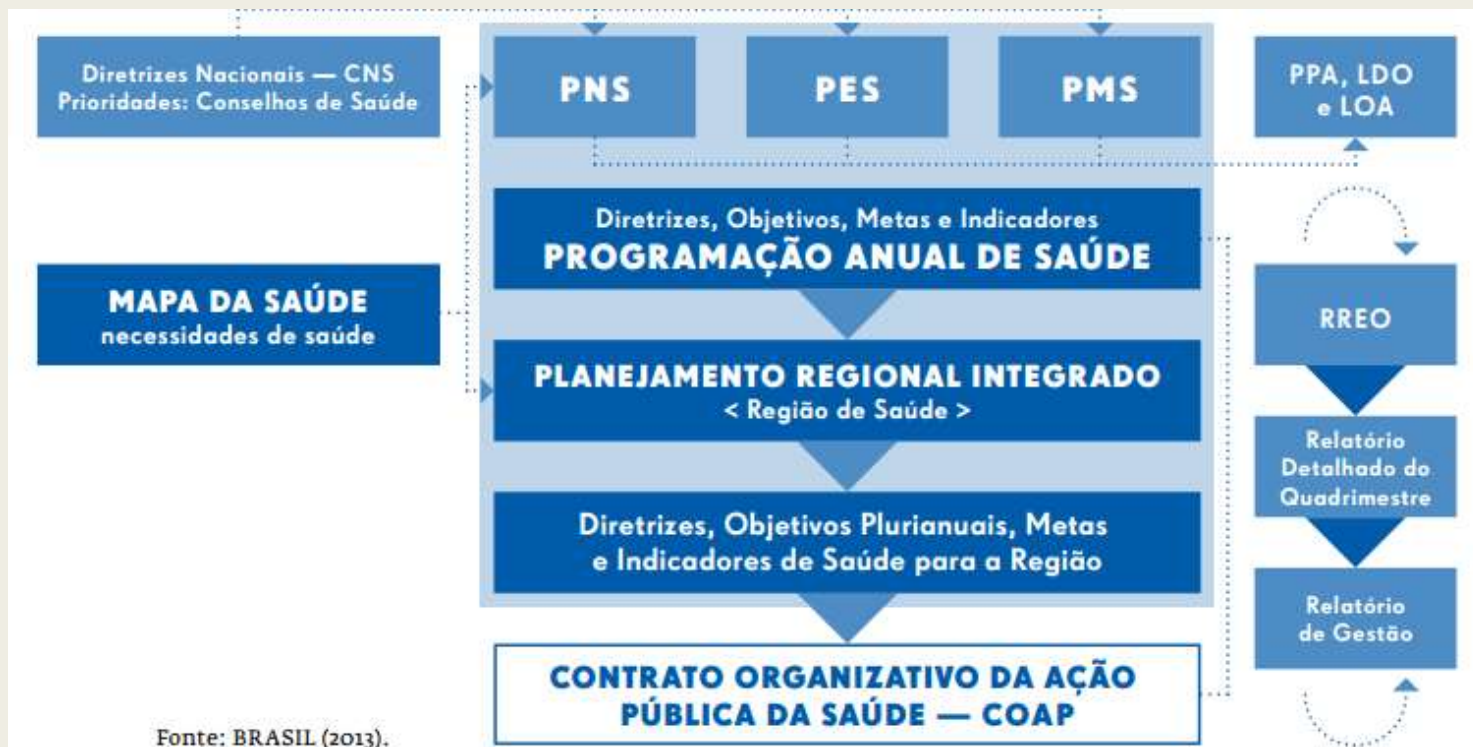 Diretrizes Nacionais — CNS
Prioridades: Conselhos de Saúde
PNS
PES
PMS
PPA, LDO
e LOA
Diretrizes, Objetivos, Metas e Indicadores
PROGRAMAÇÃO ANUAL DE SAÚDE
MAPA DA SAÚDE
necessidades de saúde
PLANEJAMENTO REGIONAL INTEGRADO
< Região de Saúde >
RREO
Relatório
Detalhado do
Quadrimestre
Diretrizes, Objetivos Plurianuais, Metas
e Indicadores de Saúde para a Região
Relatório
de Gestão
CONTRATO ORGANIZATIVO DA AÇÃO
PÚBLICA DA SAÚDE — COAP
Fonte: BRASIL (2013).